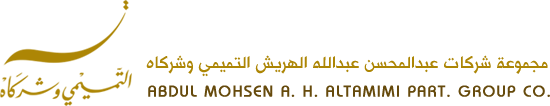 التميمي وشركاه
مجموعة شركات عبدالمحسن عبدالله الهريش التميمي وشركاه
ABDUL MOHSEN A. H. ALTAMIMI PART. GROUP CO.